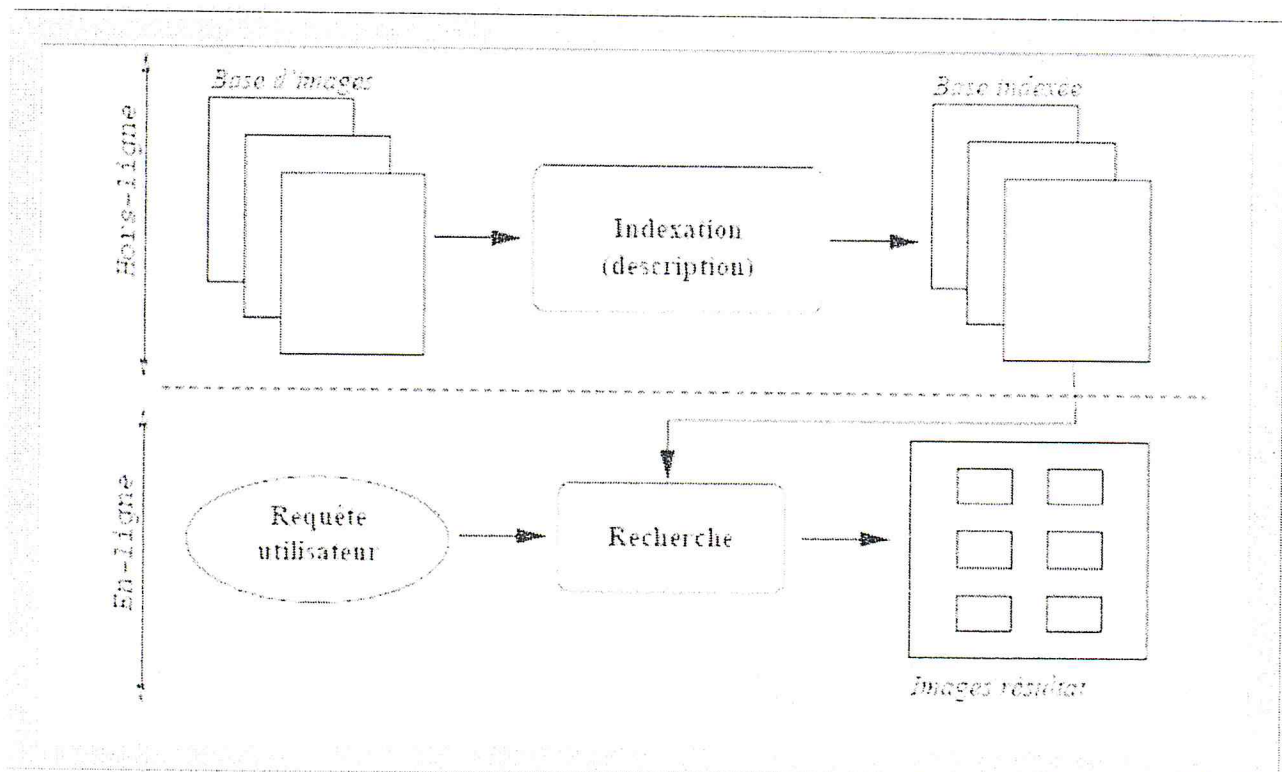 Base d'images
Base indexée
Hors-ligne
Indexation
(description)
En-ligne
Requête
utilisateur
Recherche
Images résultat